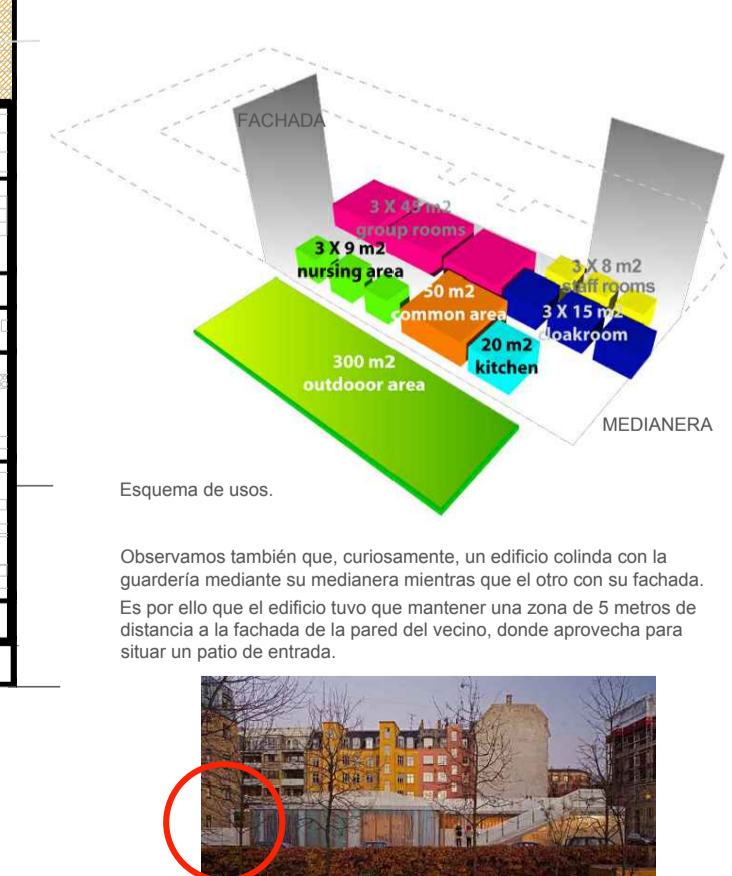 FACHADA
3 X 45 m2
group rooms
3 X 9 m2
nursing area
3 X 8 m2
staff rooms
50 m2
common area
3 X 15 m2
cloakroom
20 m2
kitchen
300 m2
outdooor area
MEDIANERA
Esquema de usos.
Observamos también que, curiosamente, un edificio colinda con la
guardería mediante su medianera mientras que el otro con su fachada.
Es por ello que el edificio tuvo que mantener una zona de 5 metros de
distancia a la fachada de la pared del vecino, donde aprovecha para
situar un patio de entrada.